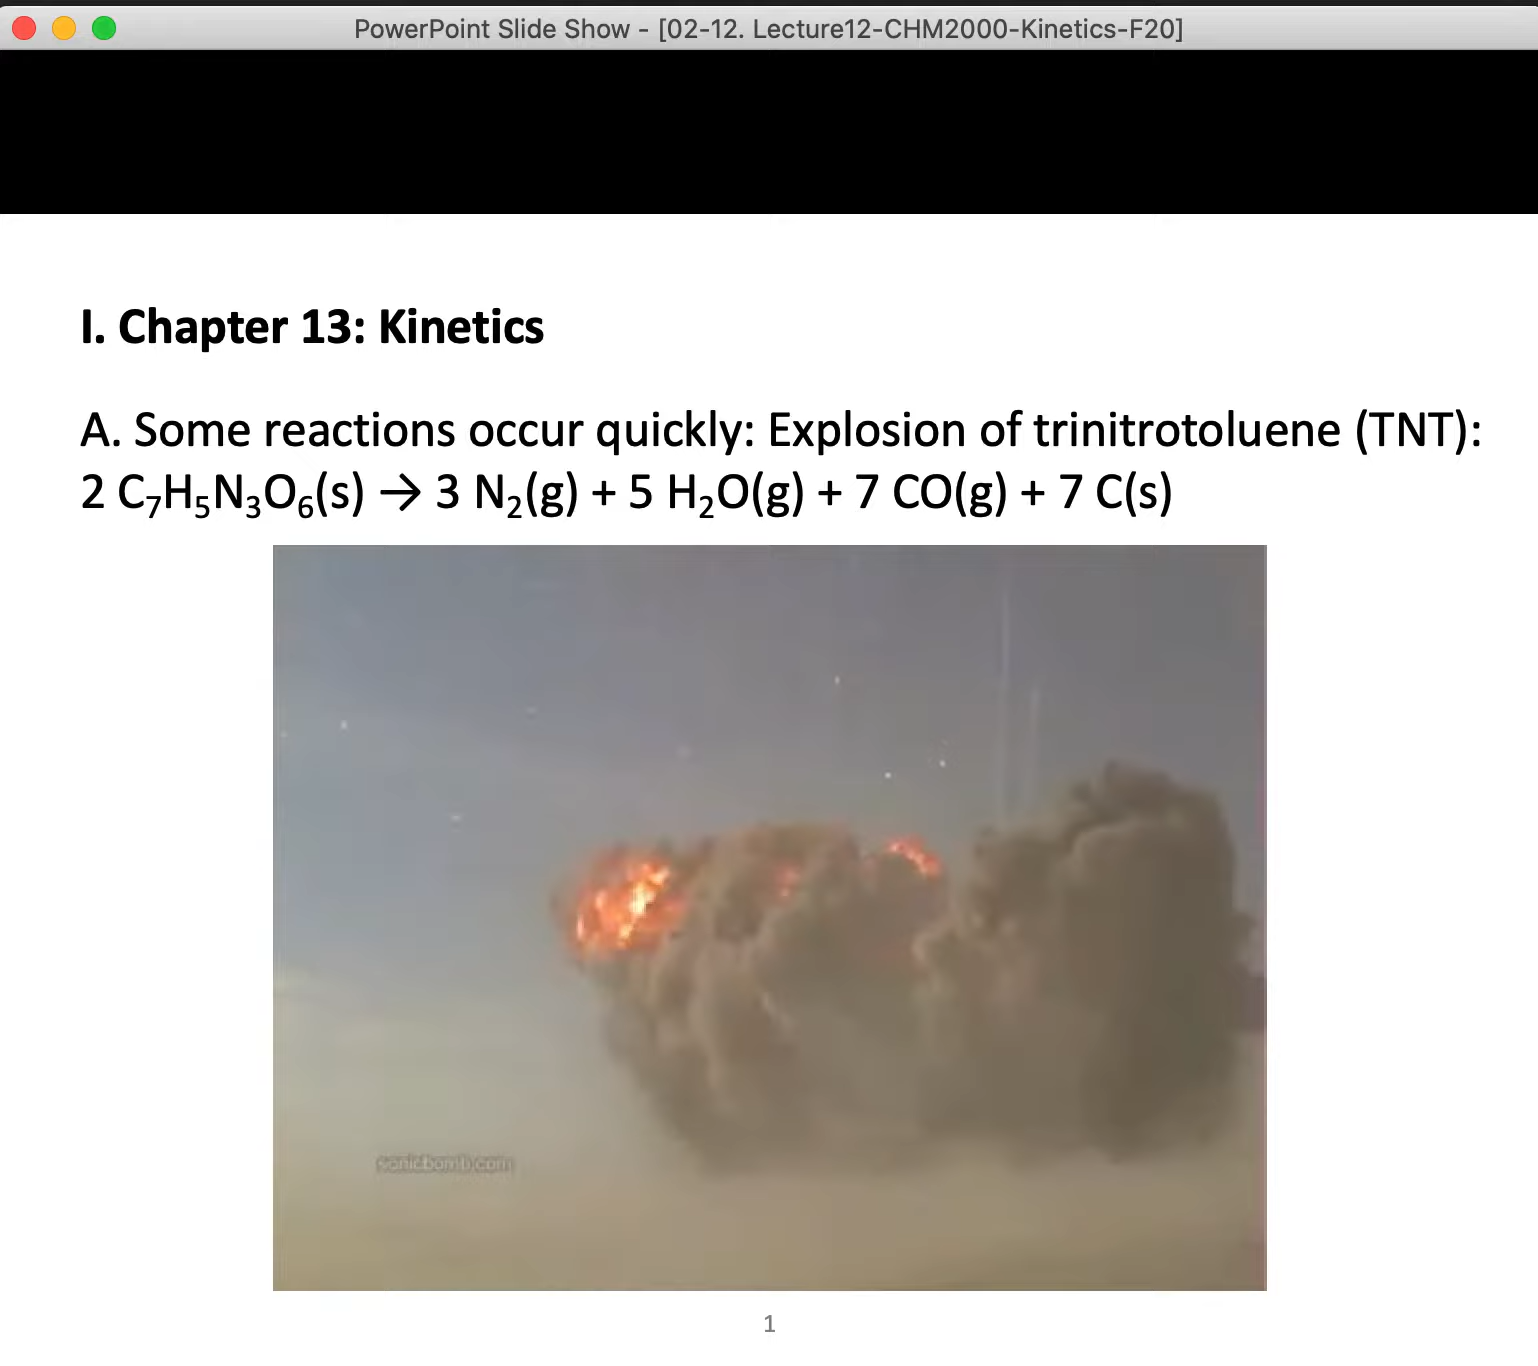 PowerPoint Slide Show - [02-12. Lecture12-CHM2000-Kinetics-F20]
I. Chapter 13: Kinetics
A. Some reactions occur quickly: Explosion of trinitrotoluene (TNT):
2 C₇H₅N₃O₆(s) → 3 N₂(g) + 5 H₂O(g) + 7 CO(g) + 7 C(s)
sonicbomb.com
1